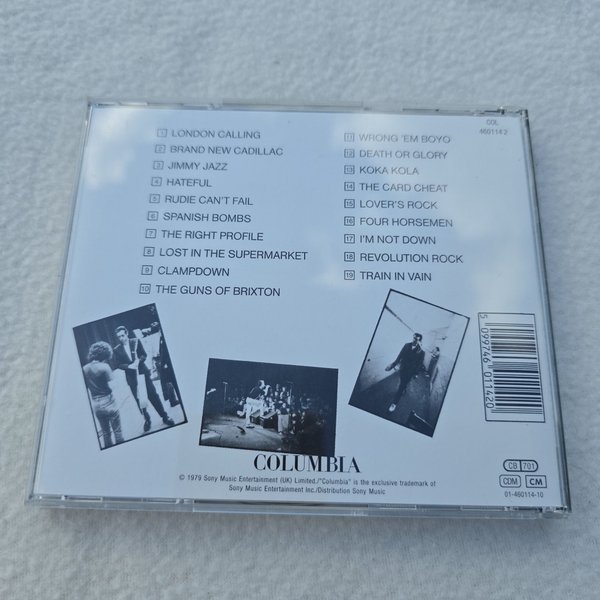 COL
460114 2
1 LONDON CALLING
2 BRAND NEW CADILLAC
3 JIMMY JAZZ
4 HATEFUL
5 RUDIE CAN'T FAIL
6 SPANISH BOMBS
7 THE RIGHT PROFILE
8 LOST IN THE SUPERMARKET
9 CLAMPDOWN
10 THE GUNS OF BRIXTON
11 WRONG 'EM BOYO
12 DEATH OR GLORY
13 KOKA KOLA
14 THE CARD CHEAT
15 LOVER'S ROCK
16 FOUR HORSEMEN
17 I'M NOT DOWN
18 REVOLUTION ROCK
19 TRAIN IN VAIN
5 099746 011420
COLUMBIA
© 1979 Sony Music Entertainment (UK) Limited./"Columbia" is the exclusive trademark of
Sony Music Entertainment Inc./Distribution Sony Music
CB 701
CDM CM
01-460114-10